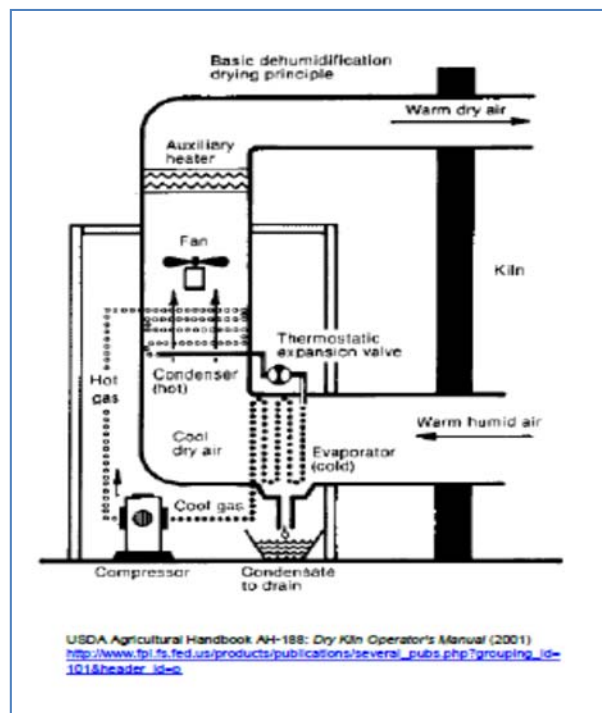 Basic dehumidification
drying principle
Warm dry air
Auxiliary
heater
Fan
Kiln
Thermostatic
expansion valve
Condenser
(hot)
Hot
gas
Warm humid air
Cool
dry air
Evaporator
(cold)
Cool gas
Compressor
Condensate
to drain
USDA Agricultural Handbook AH-188: Dry Kiln Operator's Manual (2001)
http://www.fpl.fs.fed.us/products/publications/several_pubs.php?grouping_id=
101&header_id=p